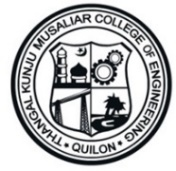 THANGAL KUNJU MUSALIAR COLLEGE OF ENGINEERING
* QUILON *